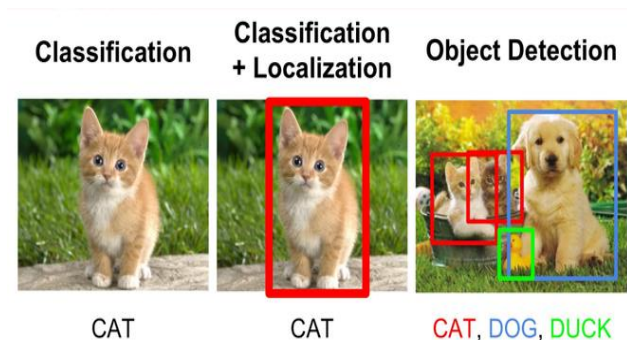 Classification
Classification
+ Localization
Object Detection
CAT
CAT
CAT, DOG, DUCK